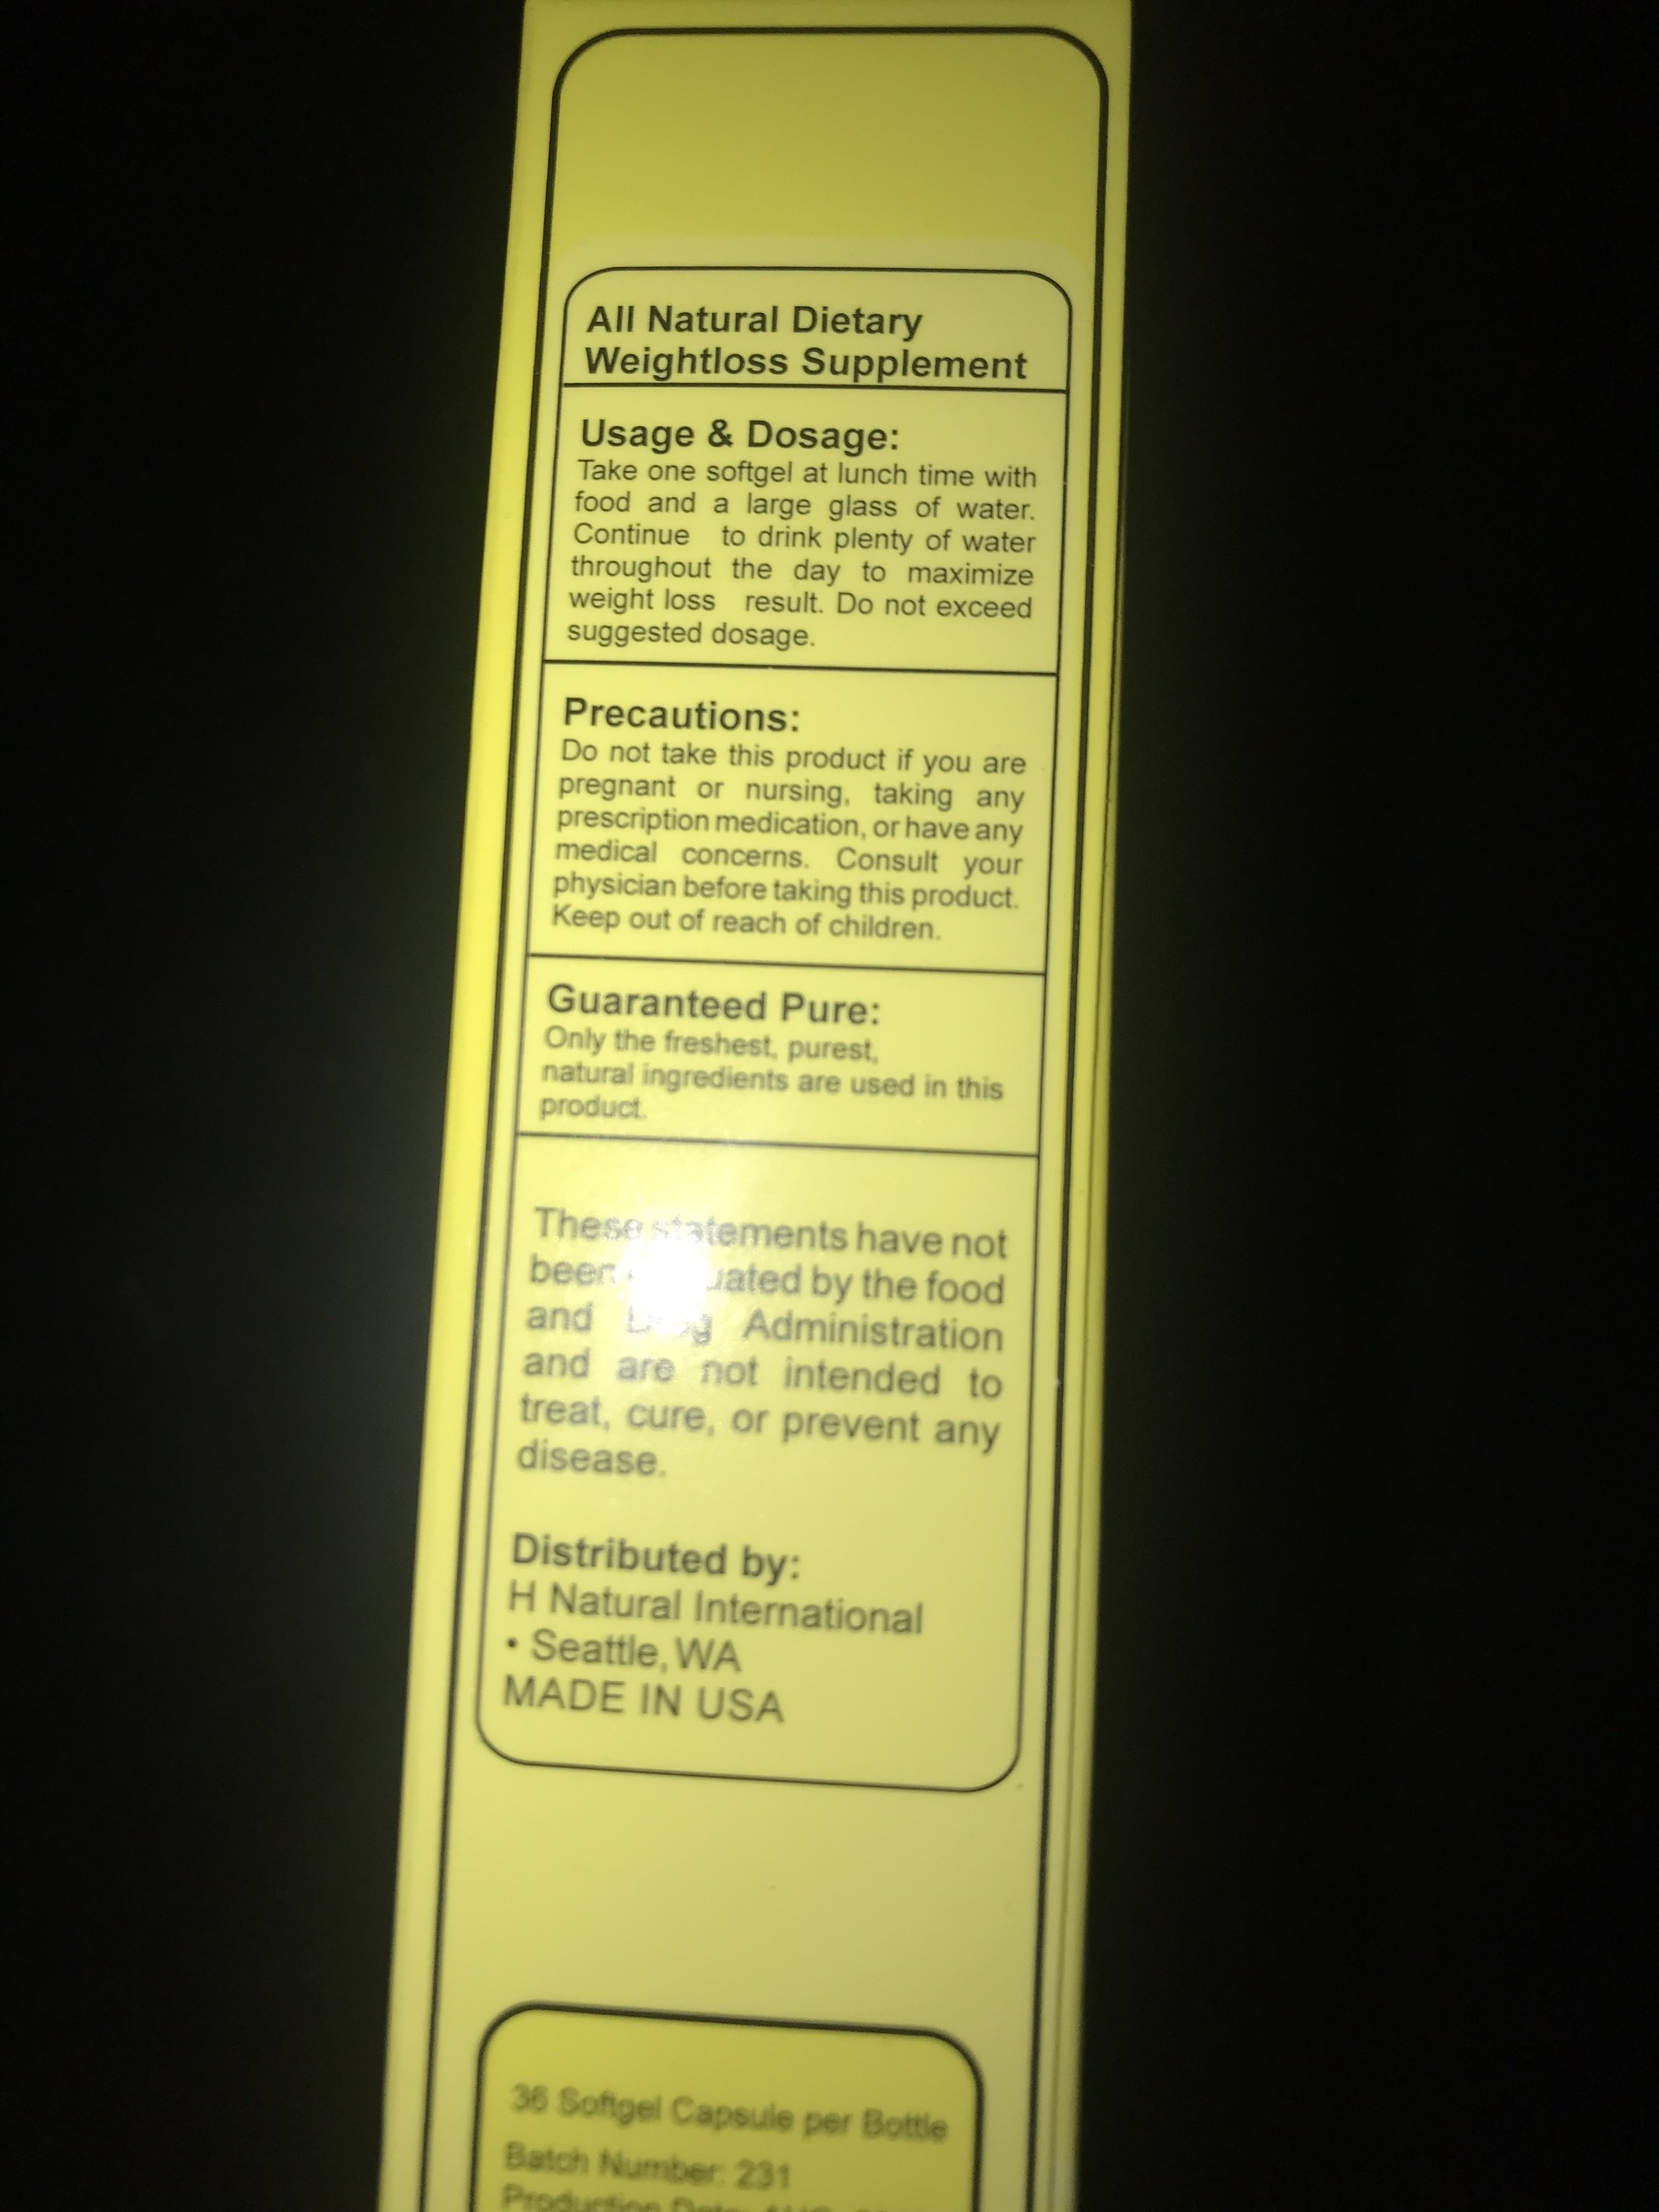 All Natural Dietary
Weightloss Supplement
Usage & Dosage:
Take one softgel at lunch time with
food and a large glass of water.
Continue to drink plenty of water
throughout the day to maximize
weight loss result. Do not exceed
suggested dosage.
Precautions:
Do not take this product if you are
pregnant or nursing, taking any
prescription medication, or have any
medical concerns. Consult your
physician before taking this product.
Keep out of reach of children.
Guaranteed Pure:
Only the freshest, purest,
natural ingredients are used in this
product.
These statements have not
been by the food
and Drug Administration
and are not intended to
treat, cure, or prevent any
disease.
Distributed by:
H Natural International
• Seattle, WA
MADE IN USA
36 Softgel Capsule per Bottle
Batch Number: 231
Production Date: